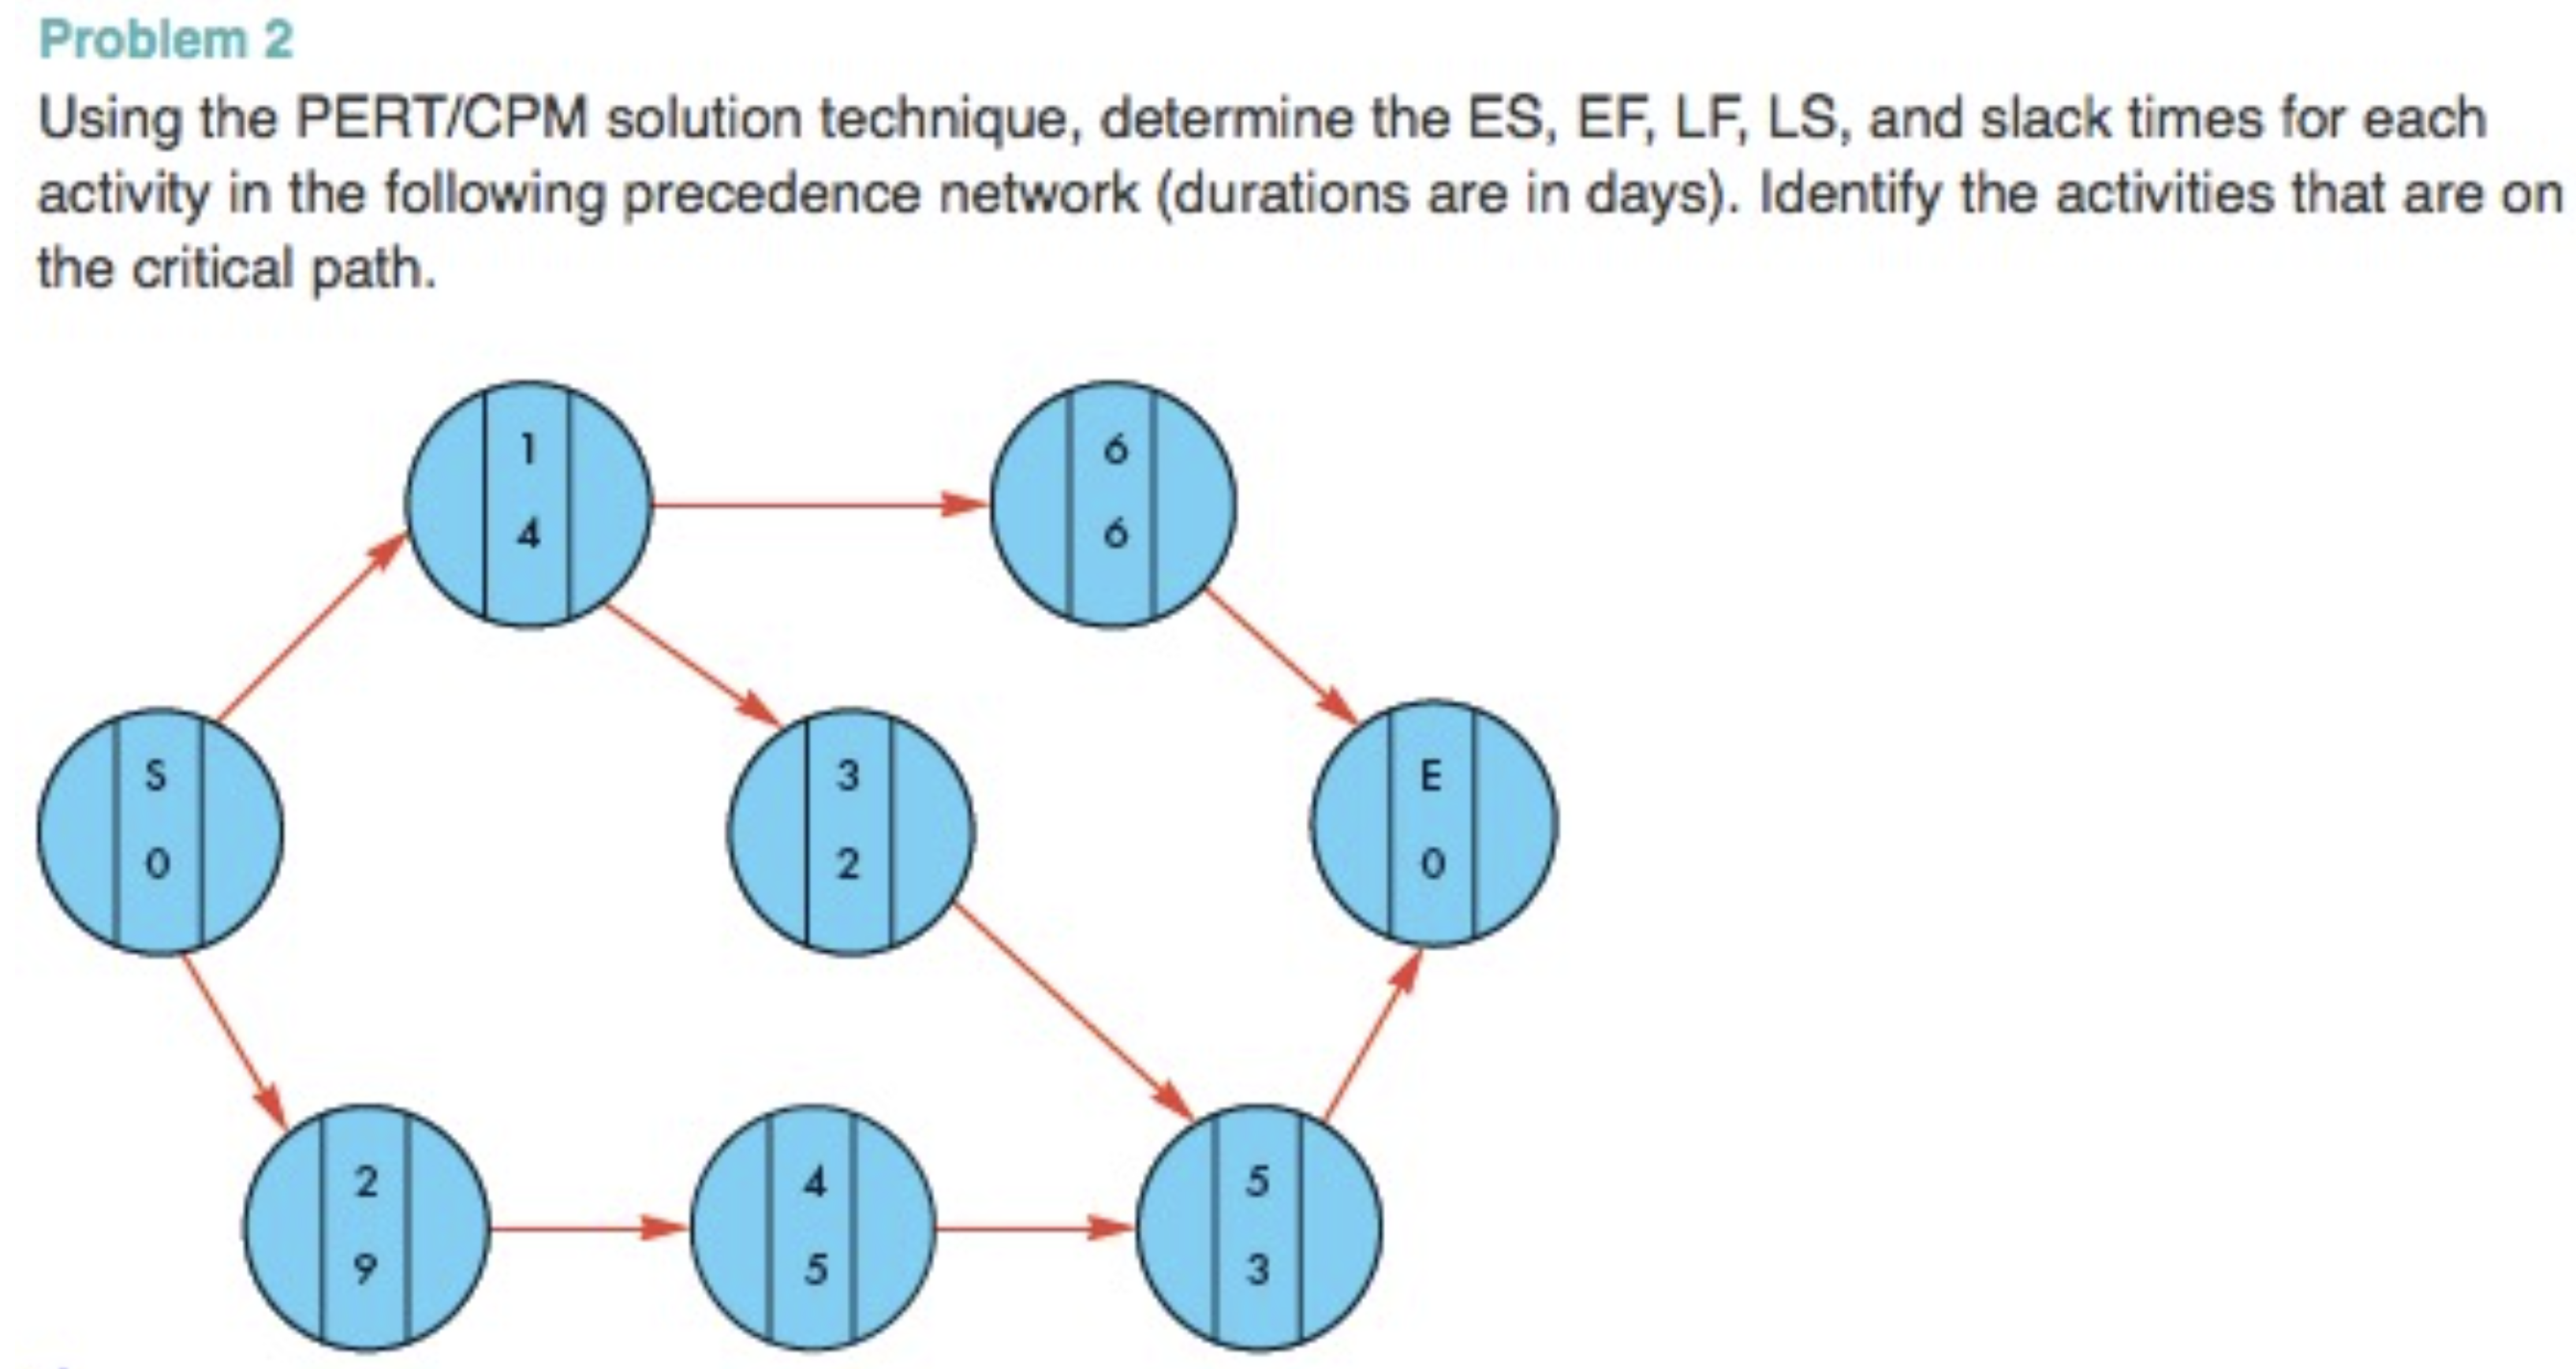 Problem 2
Using the PERT/CPM solution technique, determine the ES, EF, LF, LS, and slack times for each
activity in the following precedence network (durations are in days). Identify the activities that are on
the critical path.
1
4
6
6
S
0
3
2
E
0
2
9
4
5
5
3